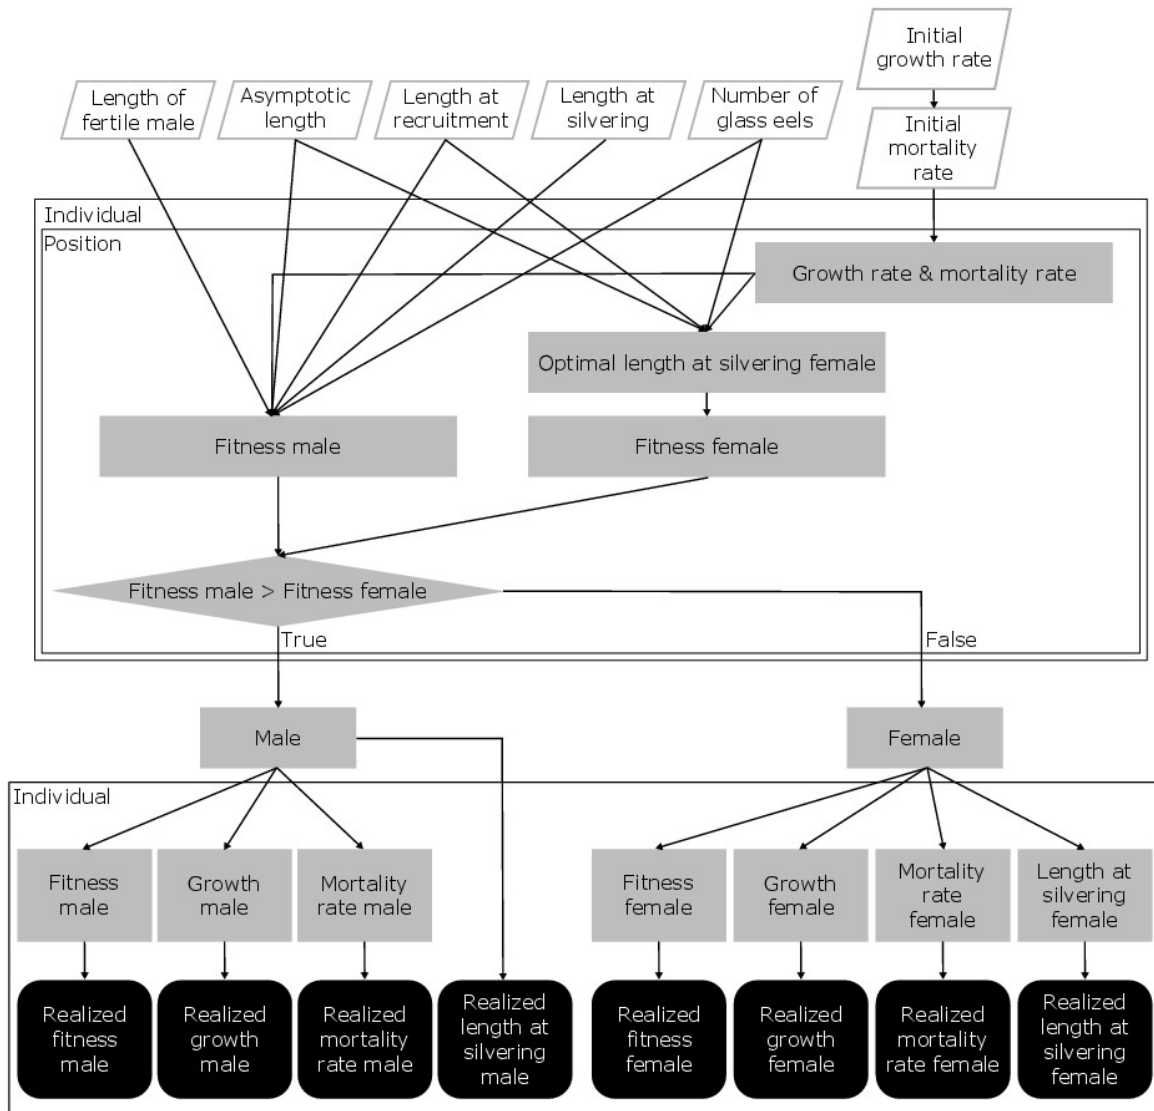 Initial
growth rate
Length of
fertile male
Asymptotic
length
Length at
recruitment
Length at
silvering
Number of
glass eels
Initial
mortality
rate
Individual
Position
Growth rate & mortality rate
Optimal length at silvering female
Fitness male
Fitness female
Fitness male > Fitness female
True
False
Male
Female
Individual
Fitness
male
Growth
male
Mortality
rate male
Fitness
female
Growth
female
Mortality
rate
female
Length at
silvering
female
Realized
fitness
male
Realized
growth
male
Realized
mortality
rate male
Realized
length at
silvering
male
Realized
fitness
female
Realized
growth
female
Realized
mortality
rate female
Realized
length at
silvering
female